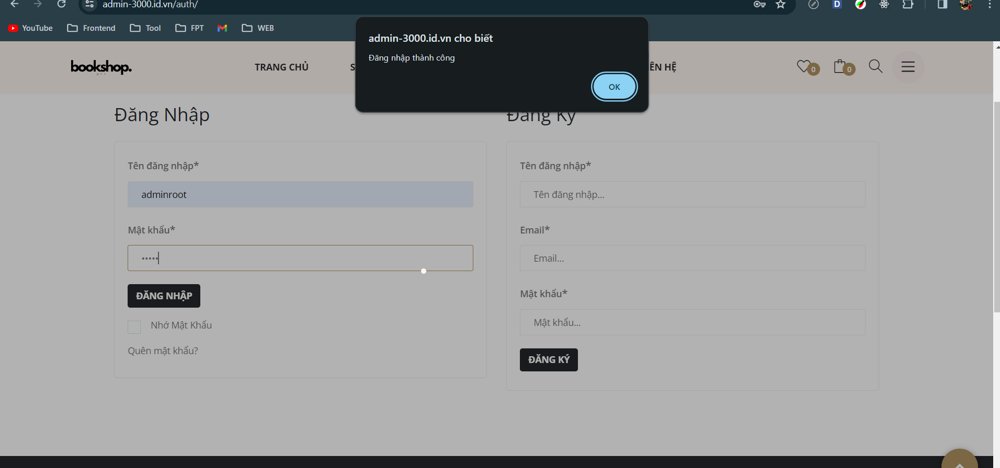 admin-3000.id.vn/auth/
YouTube Frontend Tool FPT WEB
admin-3000.id.vn cho biết
Đăng nhập thành công
OK
bookshop.
TRANG CHỦ
0
0
Đăng Nhập
Đăng Ký
Tên đăng nhập*
adminroot
Mật khẩu*
•••••
ĐĂNG NHẬP
Nhớ Mật Khẩu
Quên mật khẩu?
Tên đăng nhập*
Tên đăng nhập...
Email*
Email...
Mật khẩu*
Mật khẩu...
ĐĂNG KÝ